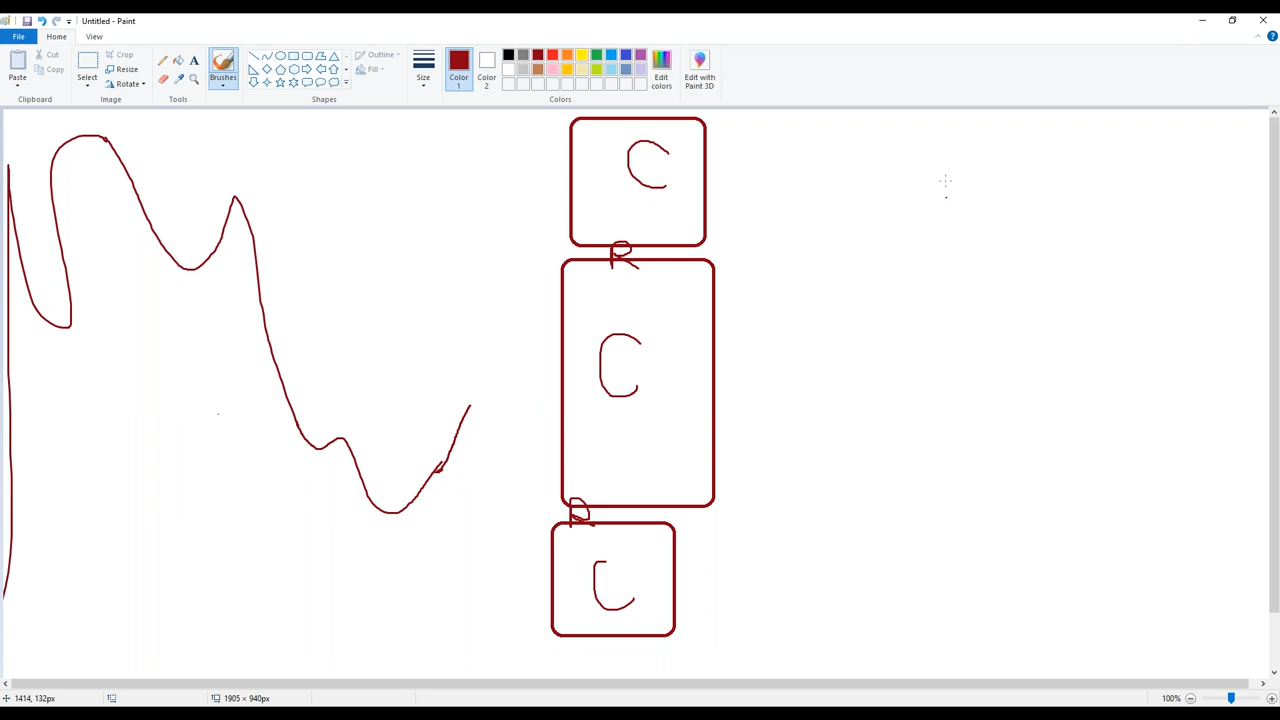 Untitled - Paint
File Home View
Cut
Copy
Paste
Clipboard
Select
Crop
Resize
Rotate
Image
A
Tools
Brushes
Outline
Fill
Shapes
Size
Color 1
Color 2
Edit colors
Edit with Paint 3D
Colors
C
R
C
R
C
1414, 132px
1905 × 940px
100%